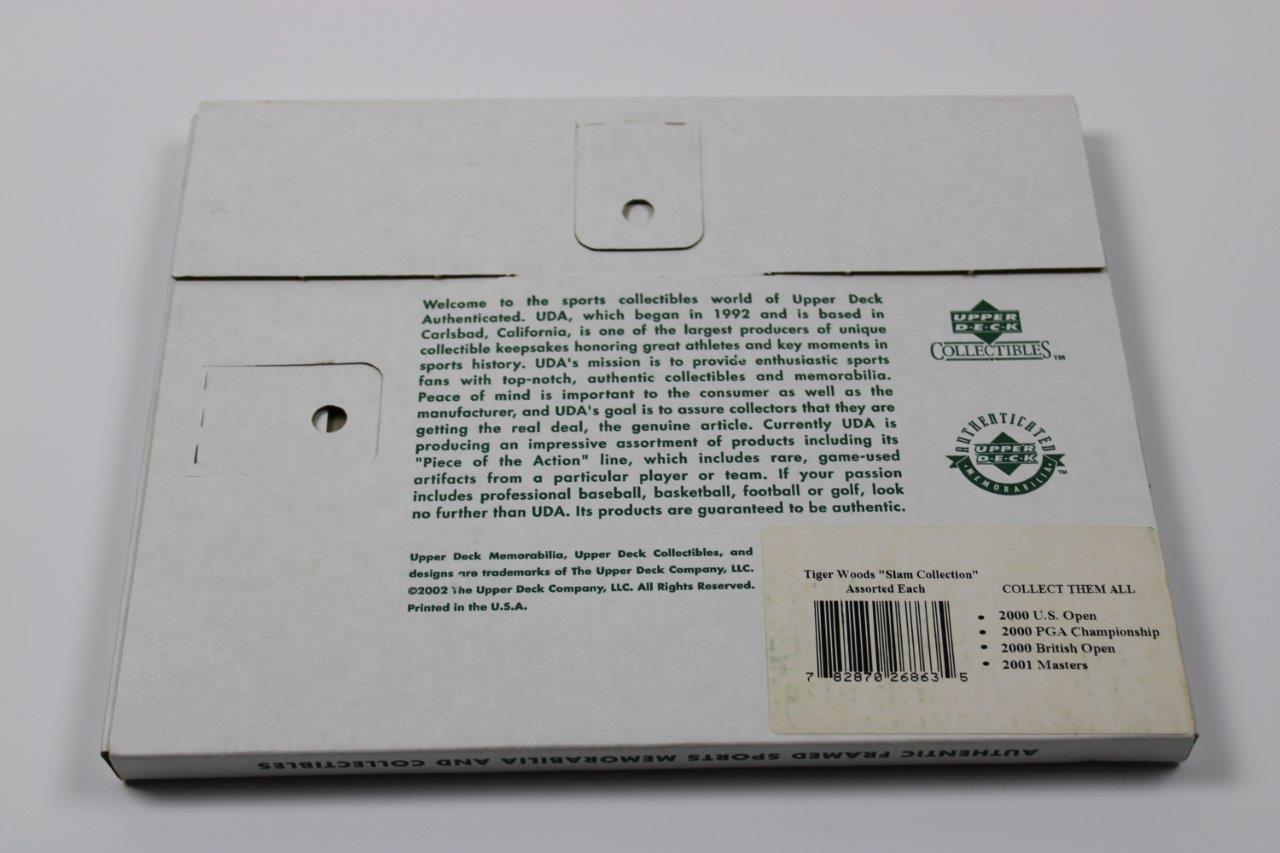 Welcome to the sports collectibles world of Upper Deck
Authenticated. UDA, which began in 1992 and is based in
Carlsbad, California, is one of the largest producers of unique
collectible keepsakes honoring great athletes and key moments in
sports history. UDA's mission is to provide enthusiastic sports
fans with top-notch, authentic collectibles and memorabilia.
Peace of mind is important to the consumer as well as the
manufacturer, and UDA's goal is to assure collectors that they are
getting the real deal, the genuine article. Currently UDA is
producing an impressive assortment of products including its
"Piece of the Action" line, which includes rare, game-used
artifacts from a particular player or team. If your passion
includes professional baseball, basketball, football or golf, look
no further than UDA. Its products are guaranteed to be authentic.
UPPER
D·E·C·K
COLLECTIBLES™
AUTHENTICATED
UPPER
D·E·C·K
MEMORABILIA ™
Upper Deck Memorabilia, Upper Deck Collectibles, and
designs are trademarks of The Upper Deck Company, LLC.
©2002 The Upper Deck Company, LLC. All Rights Reserved.
Printed in the U.S.A.
Tiger Woods "Slam Collection"
Assorted Each
7 82870 26863 5
COLLECT THEM ALL
• 2000 U.S. Open
• 2000 PGA Championship
• 2000 British Open
• 2001 Masters
AUTHENTIC FRAMED SPORTS MEMORABILIA AND COLLECTIBLES